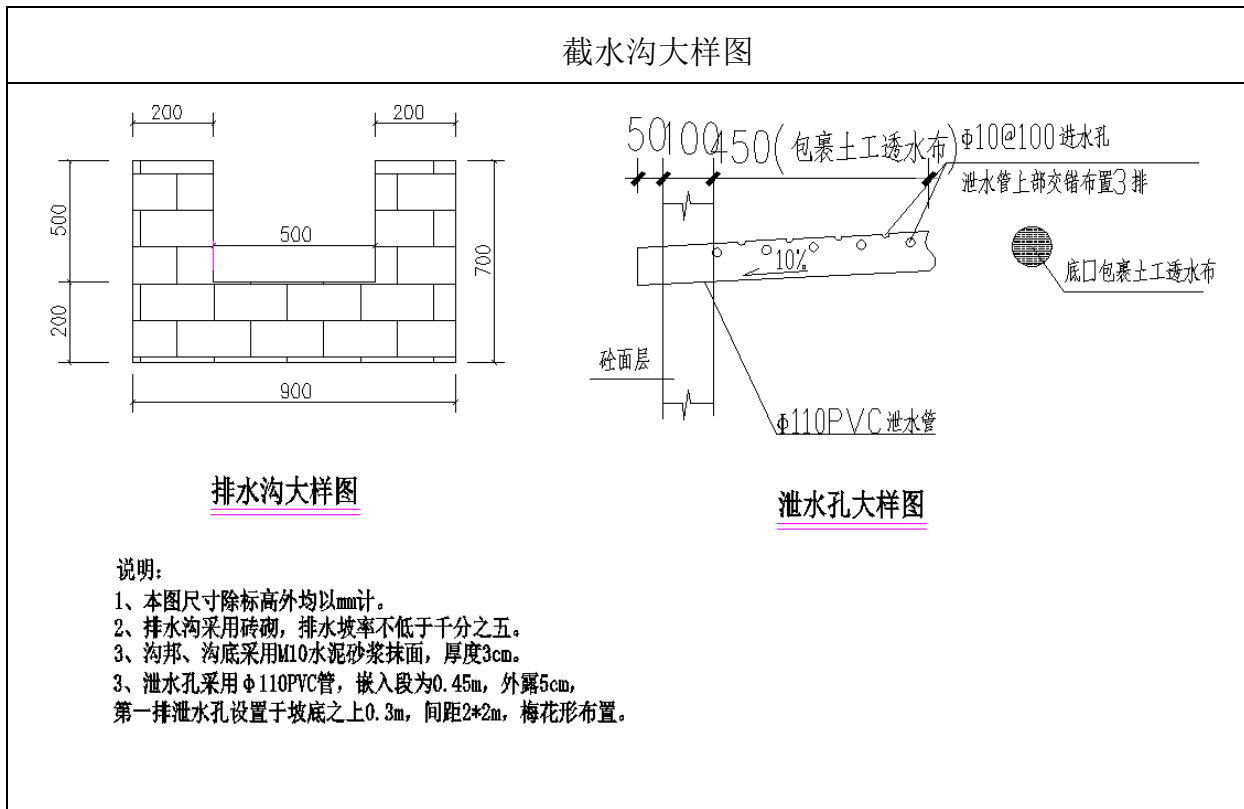 截水沟大样图
200
200
500
500
700
200
900
排水沟大样图
50
100
450(包裹土工透水布)
Φ10@100进水孔
泄水管上部交错布置3排
10%
底口包裹土工透水布
砼面层
Φ110PVC泄水管
泄水孔大样图
说明:
1、本图尺寸除标高外均以mm计。
2、排水沟采用砖砌，排水坡率不低于千分之五。
3、沟邦、沟底采用M10水泥砂浆抹面，厚度3cm。
3、泄水孔采用φ110PVC管，嵌入段为0.45m，外露5cm，
第一排泄水孔设置于坡底之上0.3m，间距2*2m，梅花形布置。